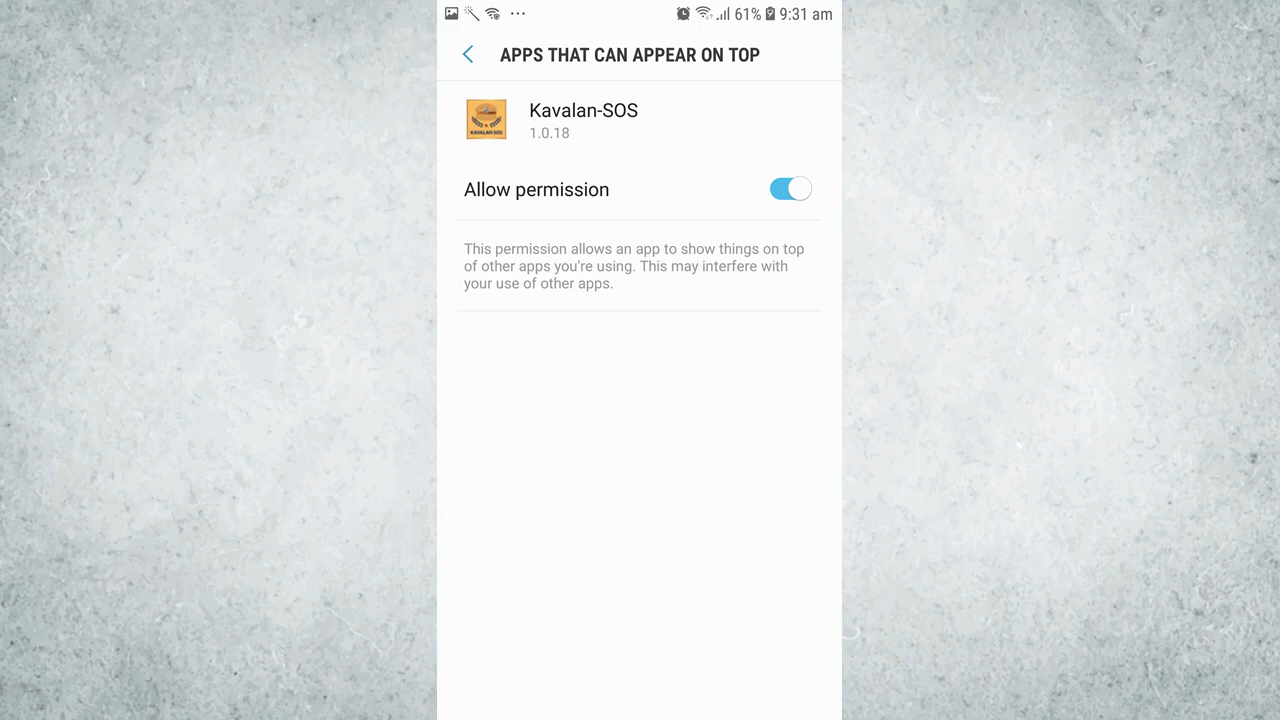 61% 9:31 am
APPS THAT CAN APPEAR ON TOP
Kavalan-SOS
KAVALAN SOS
1.0.18
Allow permission
This permission allows an app to show things on top
of other apps you're using. This may interfere with
your use of other apps.